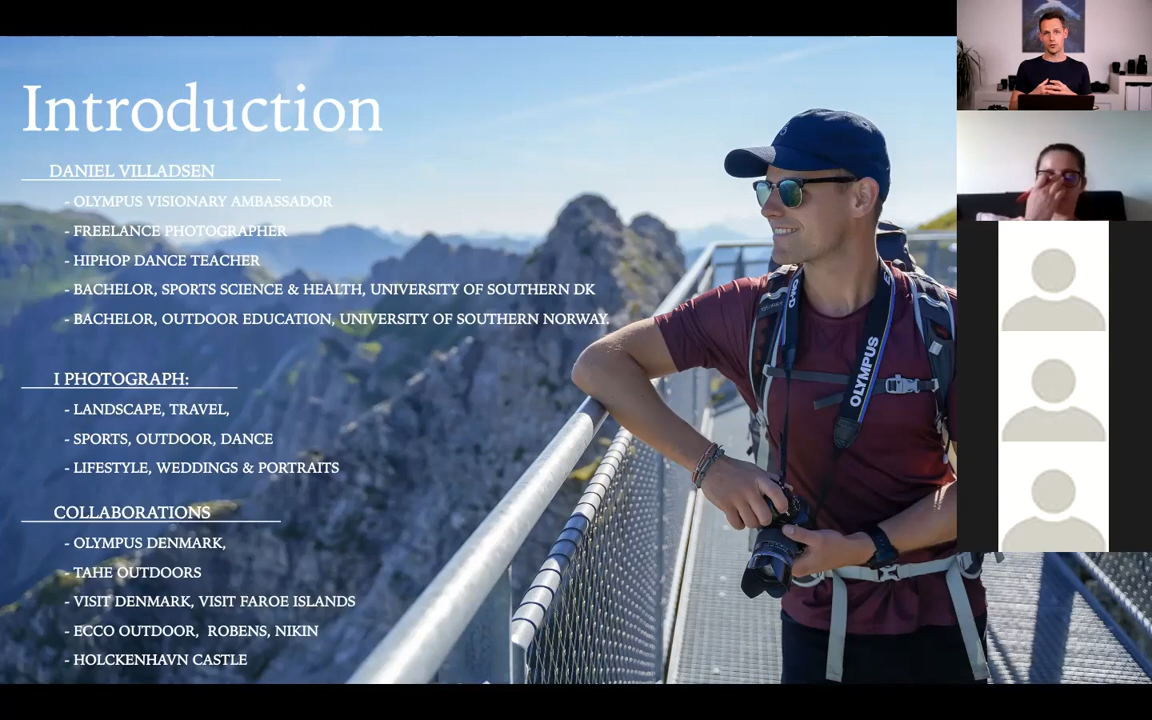 Introduction
DANIEL VILLADSEN
- OLYMPUS VISIONARY AMBASSADOR
- FREELANCE PHOTOGRAPHER
- HIPHOP DANCE TEACHER
- BACHELOR, SPORTS SCIENCE & HEALTH, UNIVERSITY OF SOUTHERN DK
- BACHELOR, OUTDOOR EDUCATION, UNIVERSITY OF SOUTHERN NORWAY.
I PHOTOGRAPH:
- LANDSCAPE, TRAVEL,
- SPORTS, OUTDOOR, DANCE
- LIFESTYLE, WEDDINGS & PORTRAITS
COLLABORATIONS
- OLYMPUS DENMARK,
- TAHE OUTDOORS
- VISIT DENMARK, VISIT FAROE ISLANDS
- ECCO OUTDOOR, ROBENS, NIKIN
- HOLCKENHAVN CASTLE
OLYMPUS